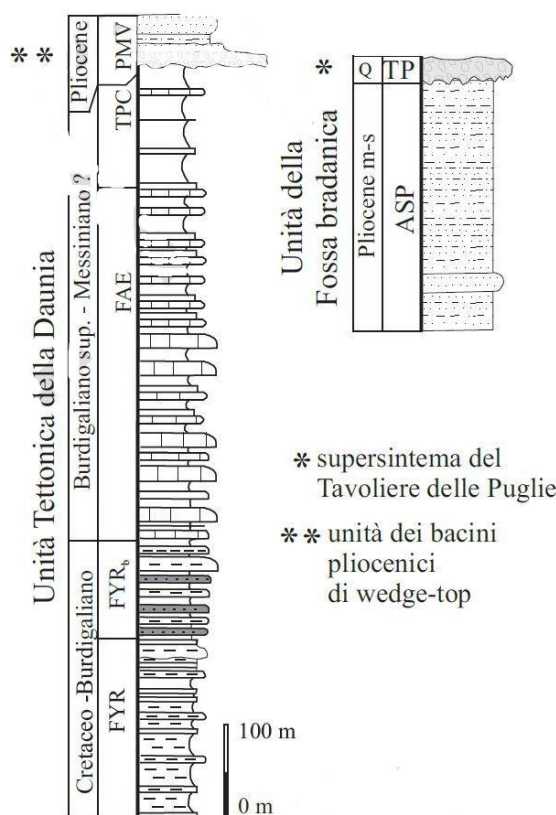 **
Pliocene
PMV
TPC
Burdigaliano sup. - Messiniano ?
FAE
Unità Tettonica della Daunia
Cretaceo -Burdigaliano
FYRb
FYR
100 m
0 m
*
Q
TP
Unità della
Fossa bradanica
Pliocene m-s
ASP
* supersintema del
Tavoliere delle Puglie
** unità dei bacini
pliocenici
di wedge-top